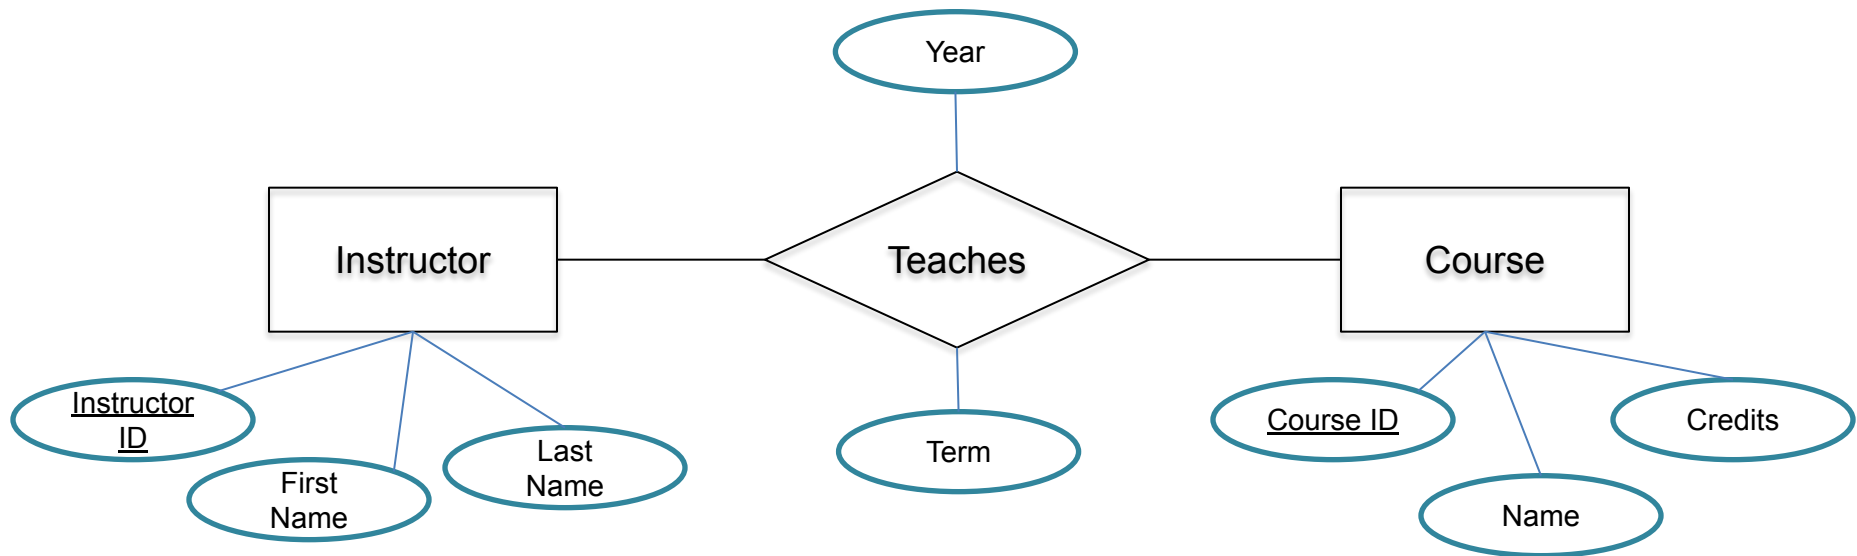 Year
Instructor
Teaches
Course
Instructor
ID
First
Name
Last
Name
Term
Course ID
Name
Credits